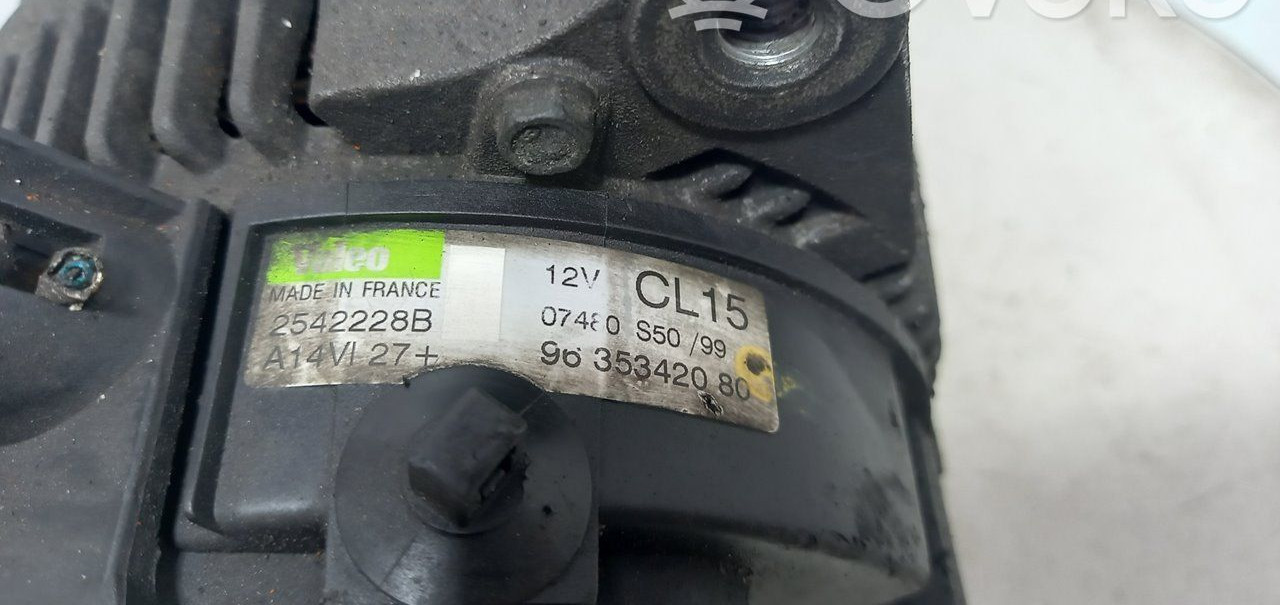 Valeo
MADE IN FRANCE
2542228B
A14VI 27+
12V CL15
07480 S50 /99
96 353420 80